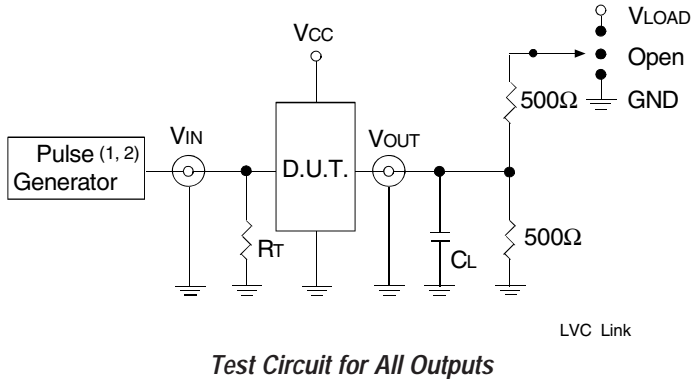 VLOAD
VCC
Open
500Ω
GND
VIN
VOUT
Pulse (1, 2)
Generator
D.U.T.
RT
CL
500Ω
LVC Link
Test Circuit for All Outputs